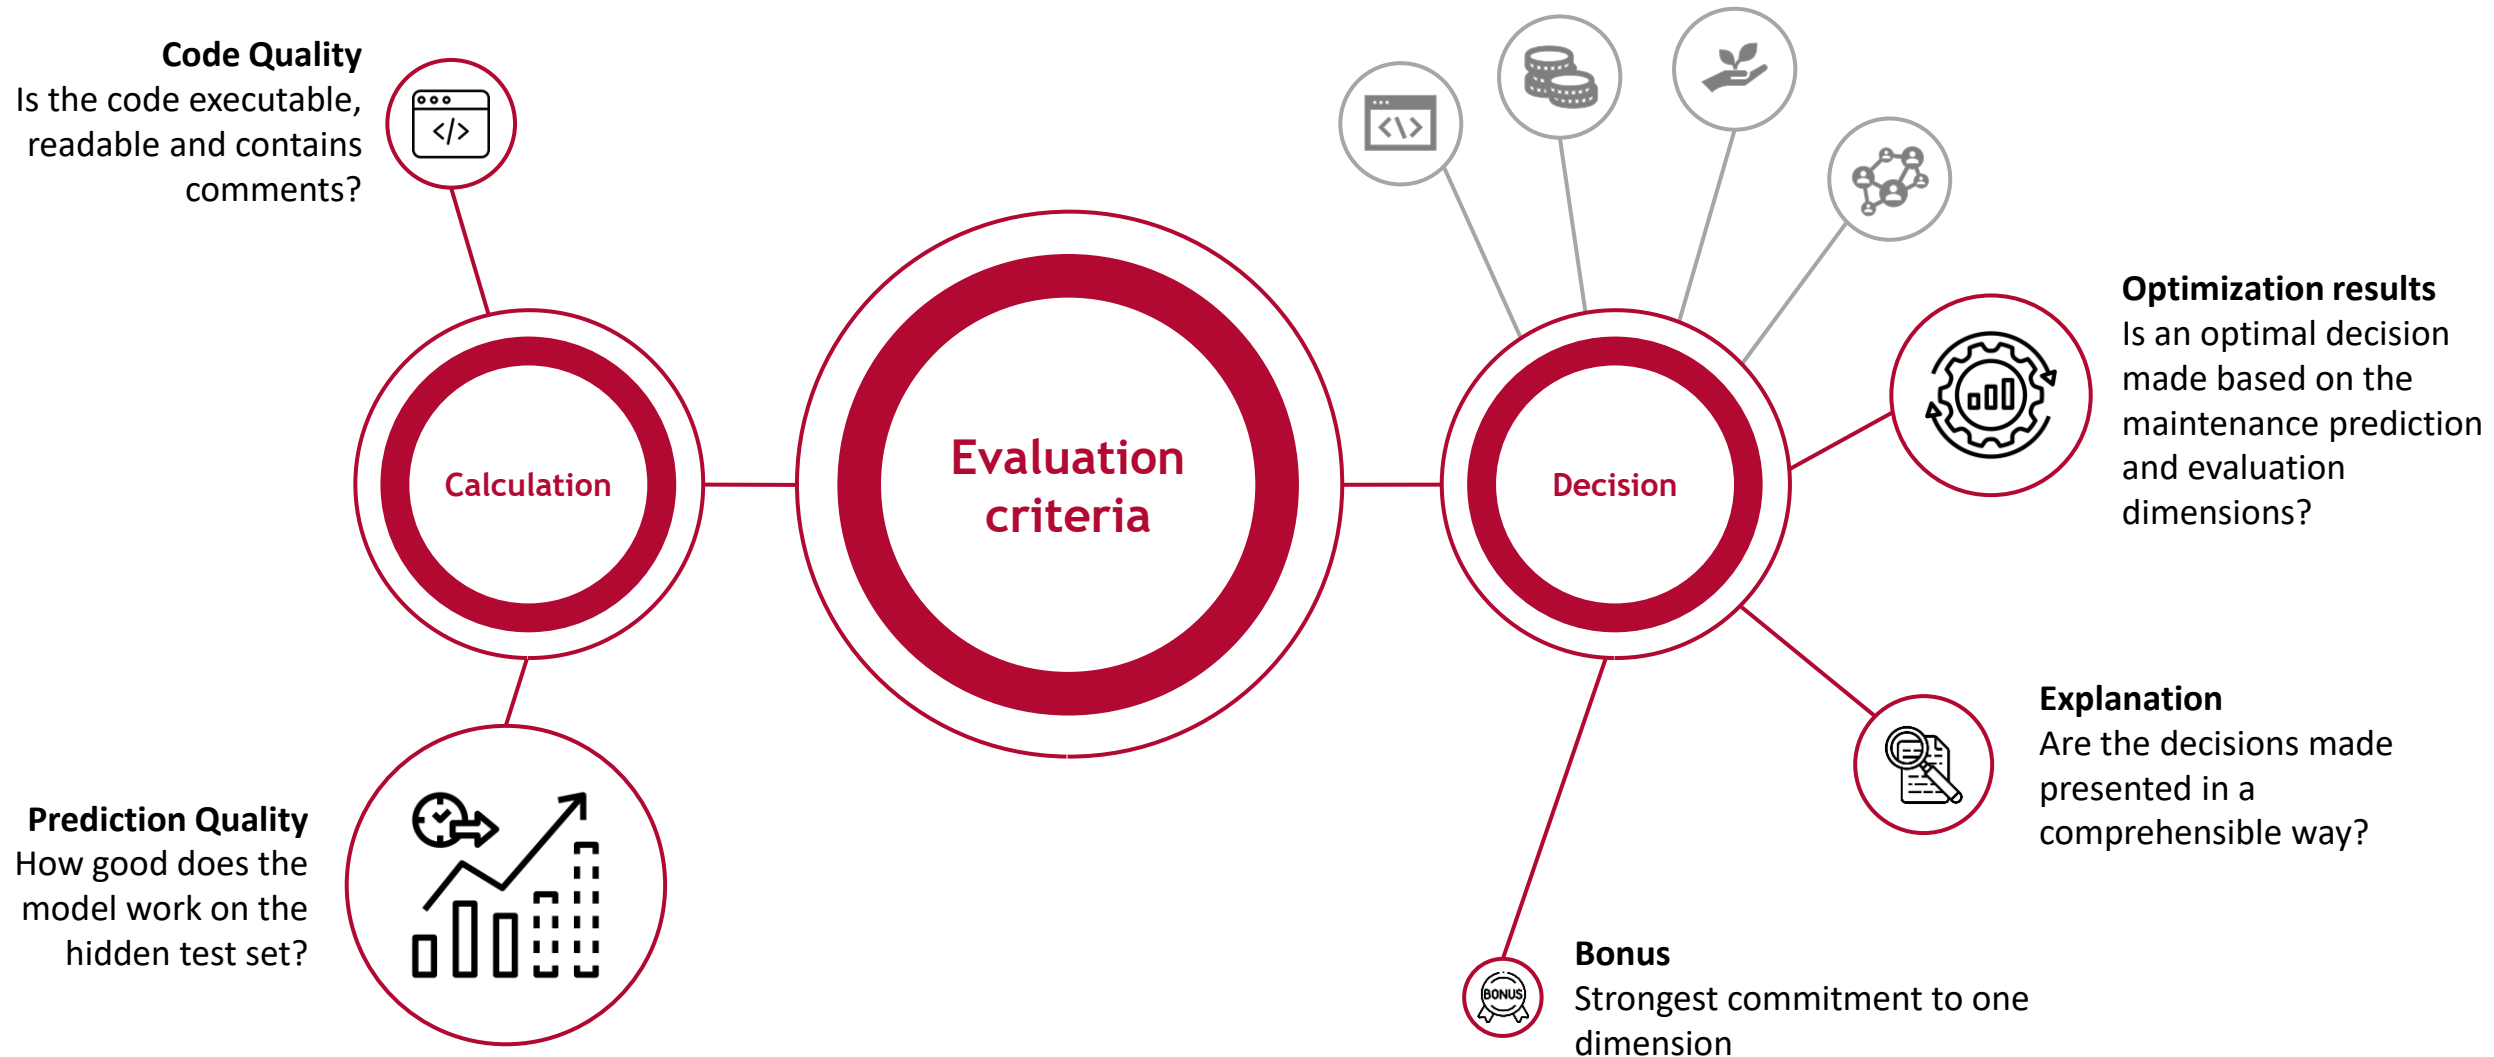 Code Quality
Is the code executable,
readable and contains
comments?
Calculation
Prediction Quality
How good does the
model work on the
hidden test set?
Evaluation
criteria
Decision
Optimization results
Is an optimal decision
made based on the
maintenance prediction
and evaluation
dimensions?
Explanation
Are the decisions made
presented in a
comprehensible way?
BONUS
Bonus
Strongest commitment to one
dimension